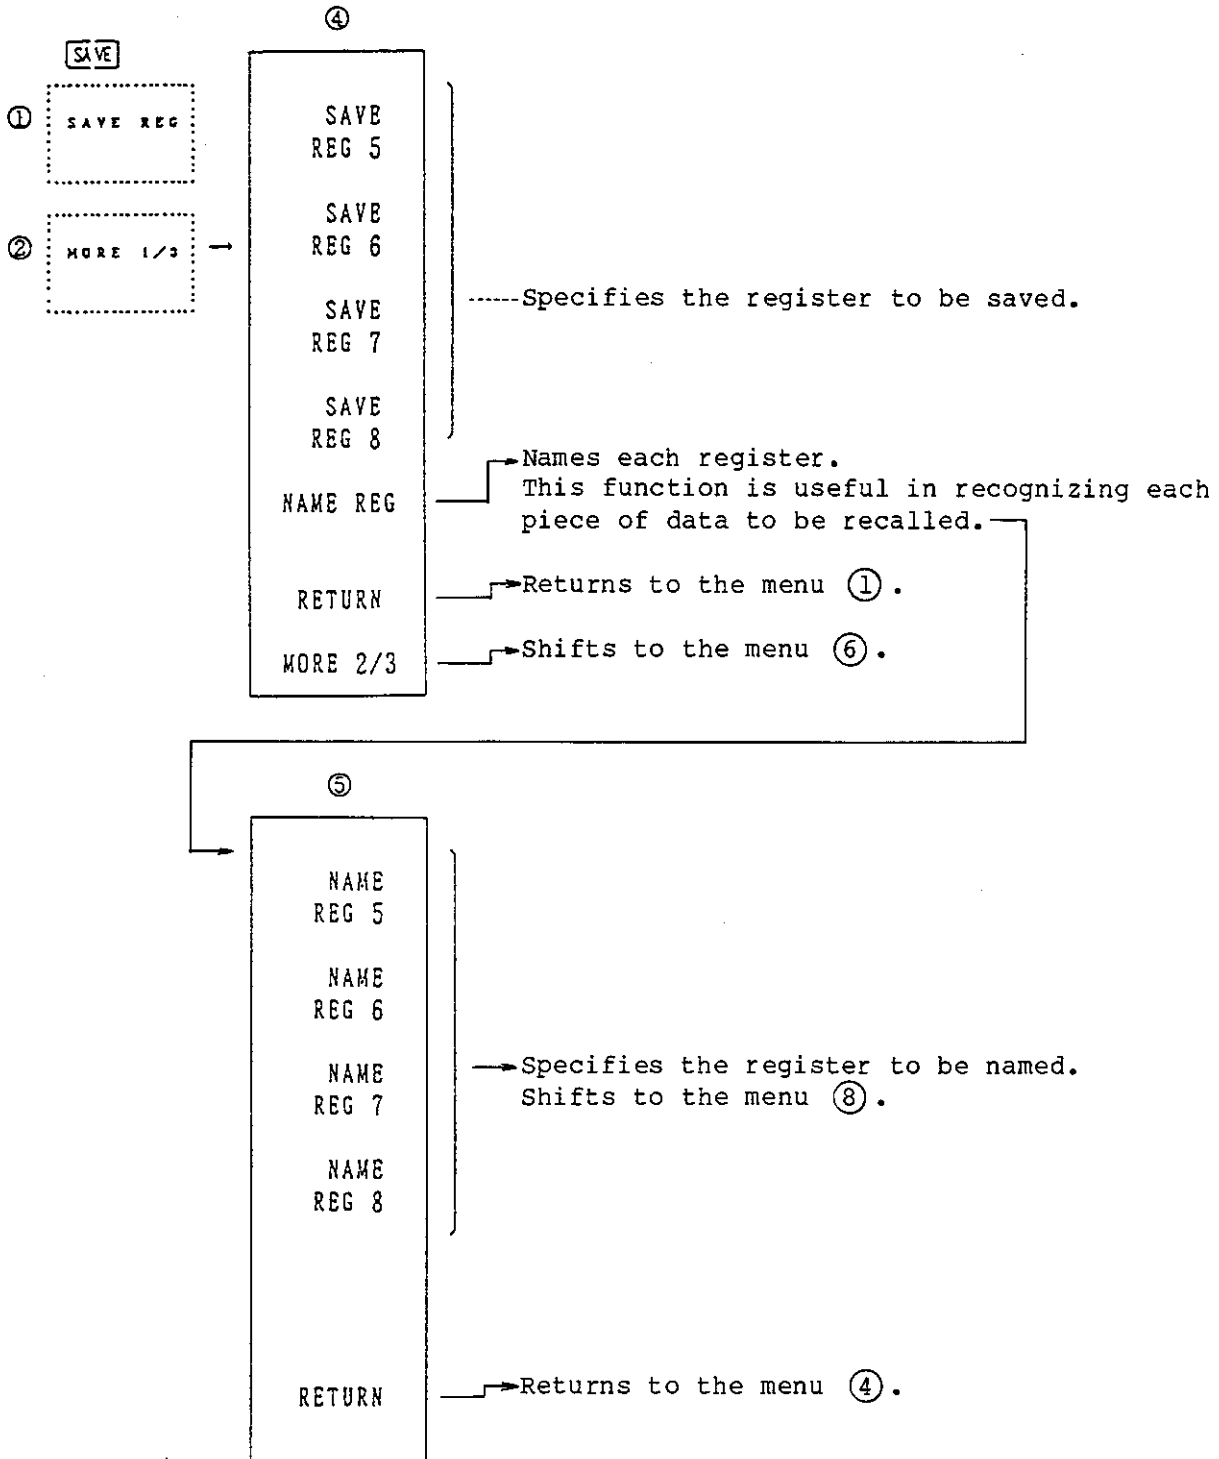 ④
SAVE
① SAVE REG
② MORE 1/3
SAVE
REG 5
SAVE
REG 6
SAVE
REG 7
SAVE
REG 8
Specifies the register to be saved.
NAME REG
Names each register.
This function is useful in recognizing each
piece of data to be recalled.
RETURN
Returns to the menu ①.
MORE 2/3
Shifts to the menu ⑥.
⑤
NAME
REG 5
NAME
REG 6
NAME
REG 7
NAME
REG 8
Specifies the register to be named.
Shifts to the menu ⑧.
RETURN
Returns to the menu ④.